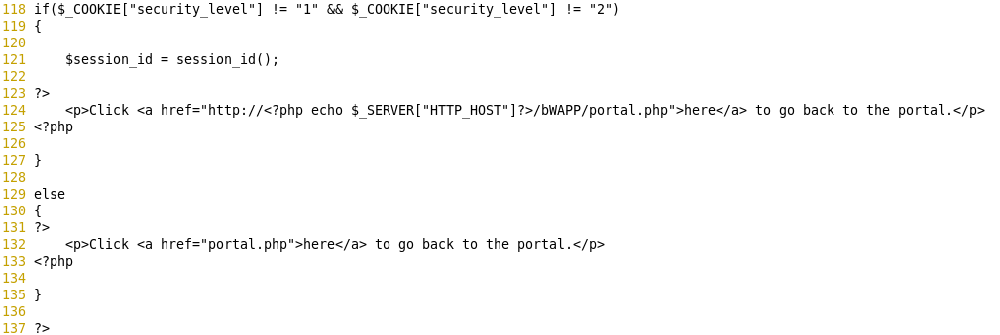 118 if($_COOKIE["security_level"] != "1" && $_COOKIE["security_level"] != "2")
119 {
120
121     $session_id = session_id();
122
123 ?>
124     <p>Click <a href="http://<?php echo $_SERVER["HTTP_HOST"]?>/bWAPP/portal.php">here</a> to go back to the portal.</p>
125 <?php
126
127 }
128
129 else
130 {
131 ?>
132     <p>Click <a href="portal.php">here</a> to go back to the portal.</p>
133 <?php
134
135 }
136
137 ?>